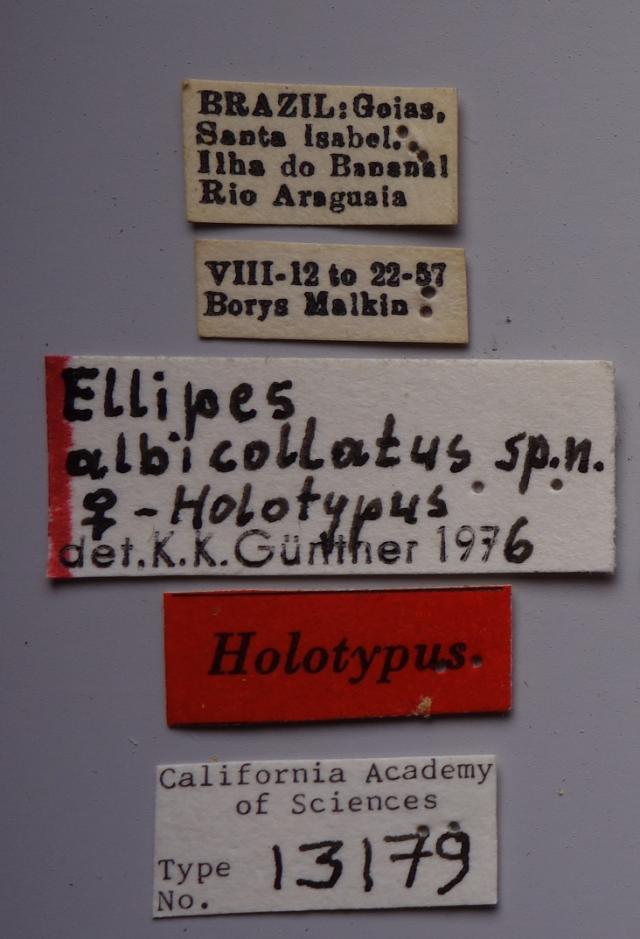 BRAZIL: Goias,
Santa Isabel.
Ilha do Bananal
Rio Araguaia
VIII-12 to 22-57
Borys Malkin
Ellipes
albicollatus sp.n.
♀ - Holotypus
det. K.K. Günther 1976
Holotypus.
California Academy
of Sciences
Type 13179
No.